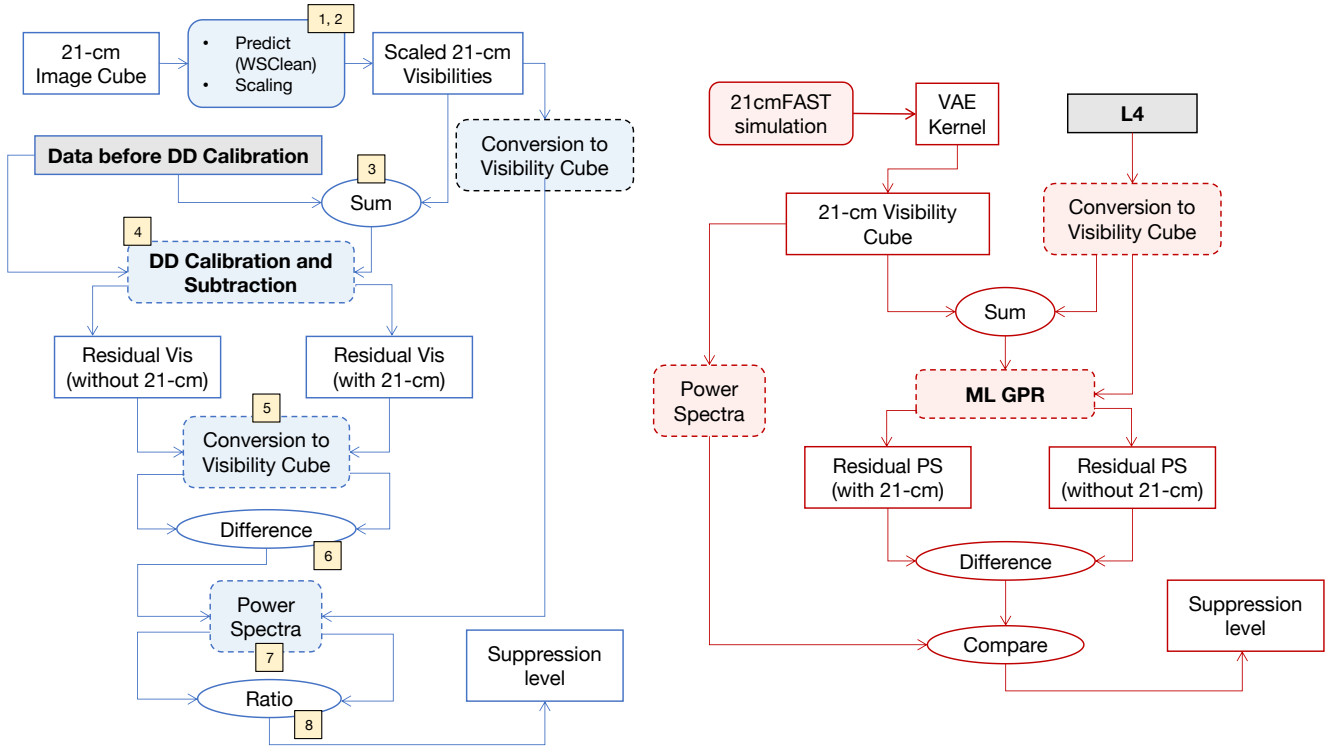 1, 2
21-cm
Image Cube
• Predict
(WSClean)
• Scaling
Scaled 21-cm
Visibilities
Conversion to
Visibility Cube
Data before DD Calibration
3
Sum
4
DD Calibration and
Subtraction
Residual Vis
(without 21-cm)
Residual Vis
(with 21-cm)
5
Conversion to
Visibility Cube
Difference
6
Power
Spectra
7
Ratio
8
Suppression
level
21cmFAST
simulation
VAE
Kernel
L4
21-cm Visibility
Cube
Conversion to
Visibility Cube
Sum
Power
Spectra
ML GPR
Residual PS
(with 21-cm)
Residual PS
(without 21-cm)
Difference
Compare
Suppression
level